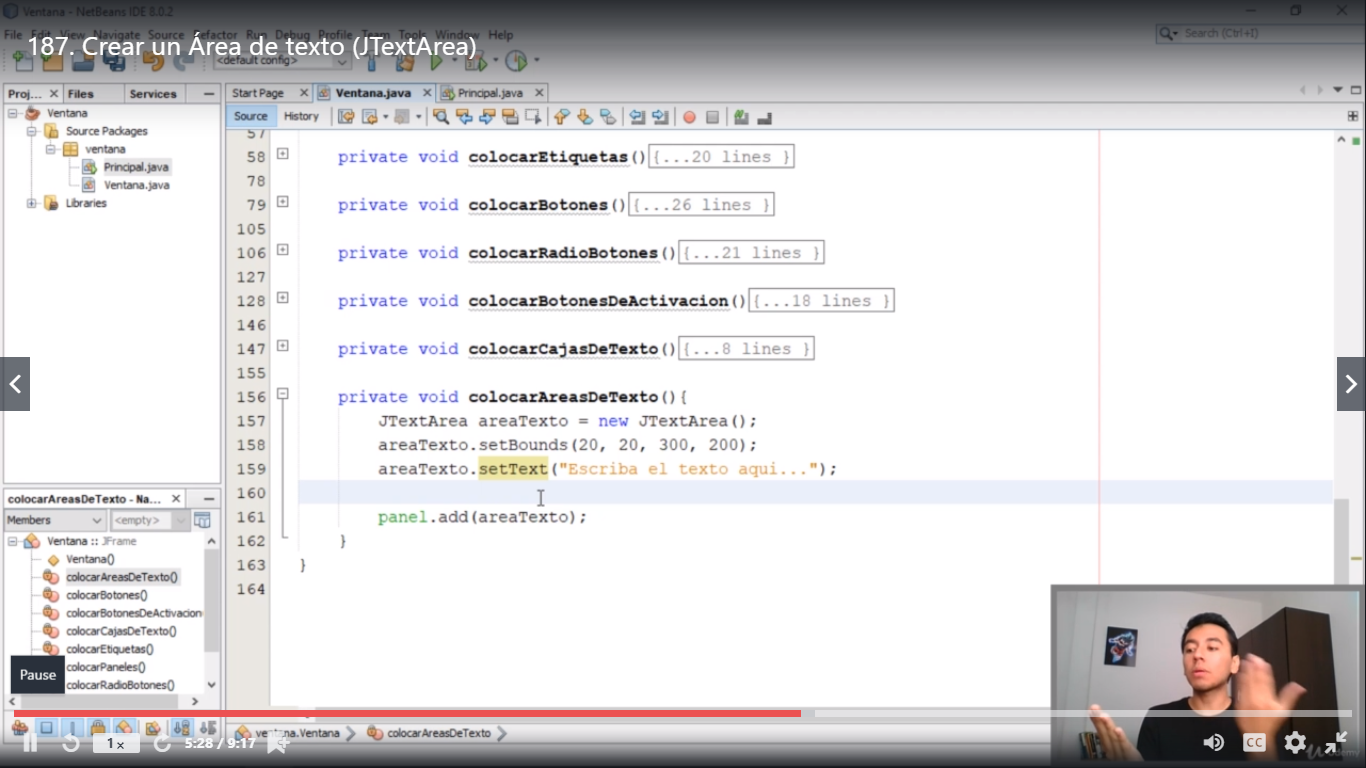 Ventana - NetBeans IDE 8.0.2
File Edit View Navigate Source Refactor Run Debug Profile Team Tools Window Help
Search (Ctrl+I)
187. Crear un Área de texto (JTextArea)
<default config>
Proj... Files Services
Start Page Ventana.java Principal.java
Source History
Ventana
Source Packages
ventana
Principal.java
Ventana.java
Libraries
57
58 private void colocarEtiquetas(){...20 lines }
78
79 private void colocarBotones(){...26 lines }
105
106 private void colocarRadioBotones(){...21 lines }
127
128 private void colocarBotonesDeActivacion(){...18 lines }
146
147 private void colocarCajasDeTexto(){...8 lines }
155
156 private void colocarAreasDeTexto(){
157 JTextArea areaTexto = new JTextArea();
158 areaTexto.setBounds(20, 20, 300, 200);
159 areaTexto.setText("Escriba el texto aqui...");
160
161 panel.add(areaTexto);
162 }
163 }
164
colocarAreasDeTexto - Na...
Members <empty>
Ventana :: JFrame
Ventana()
colocarAreasDeTexto()
colocarBotones()
colocarBotonesDeActivacion
colocarCajasDeTexto()
colocarEtiquetas()
colocarPaneles()
colocarRadioBotones()
Pause
ventana.Ventana colocarAreasDeTexto
1x 5:28 / 9:17
CC
Udemy